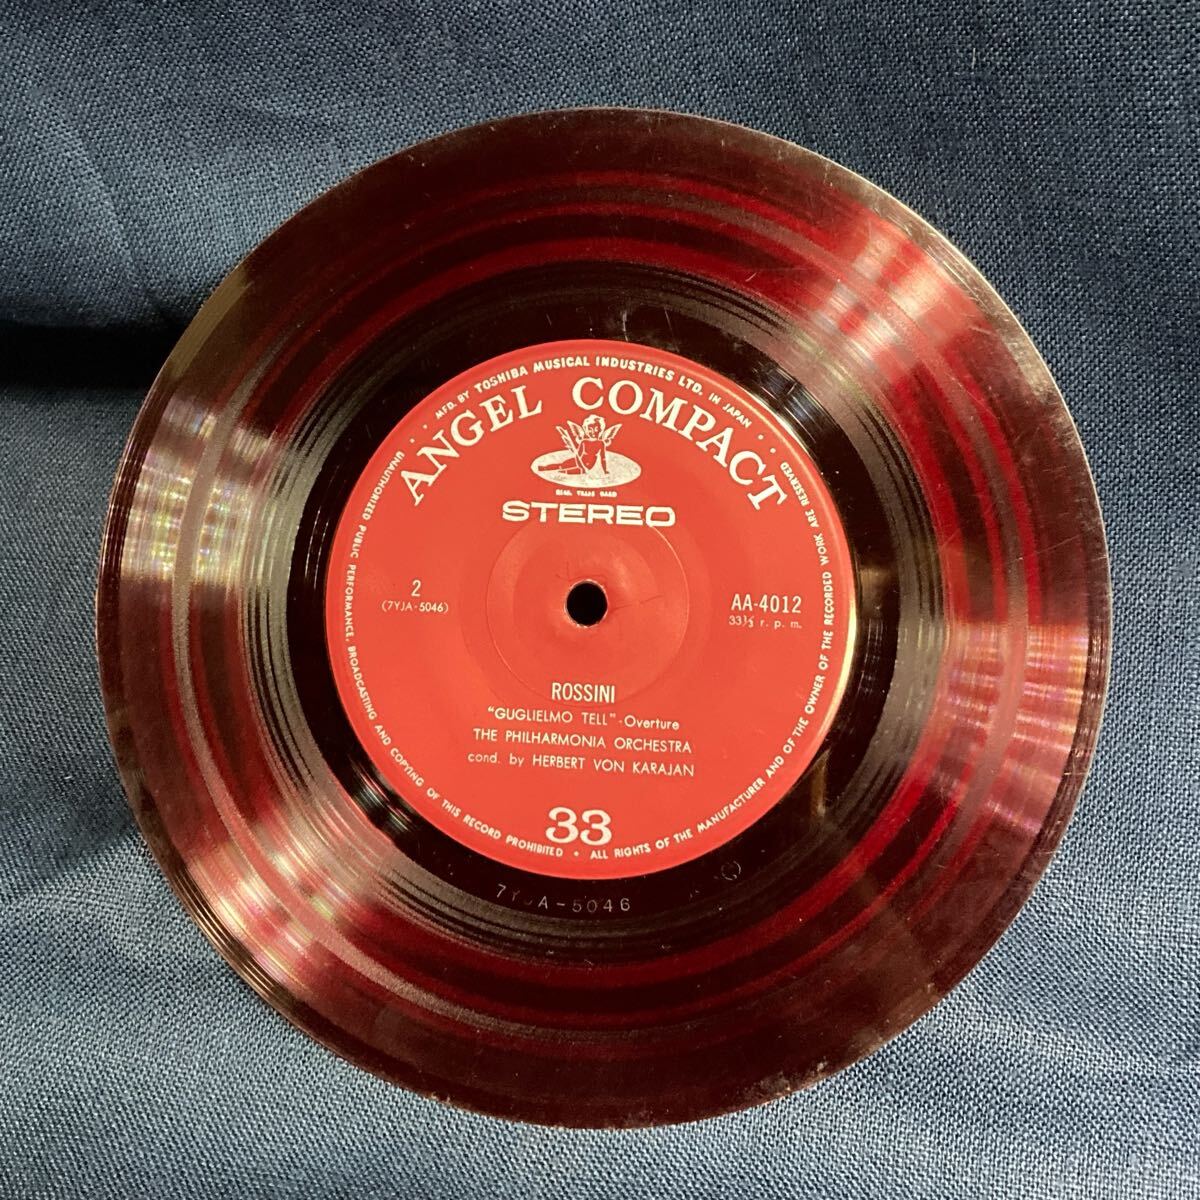 MFD. BY TOSHIBA MUSICAL INDUSTRIES LTD. IN JAPAN
ANGEL COMPACT
STEREO
2
(7YJA-5046)
AA-4012
33⅓ r. p. m.
ROSSINI
"GUGLIELMO TELL"-Overture
THE PHILHARMONIA ORCHESTRA
cond. by HERBERT VON KARAJAN
33
UNAUTHORIZED PUBLIC PERFORMANCE, BROADCASTING AND COPYING OF THIS RECORD PROHIBITED • ALL RIGHTS OF THE MANUFACTURER AND OF THE OWNER OF THE RECORDED WORK ARE RESERVED
7YJA-5046